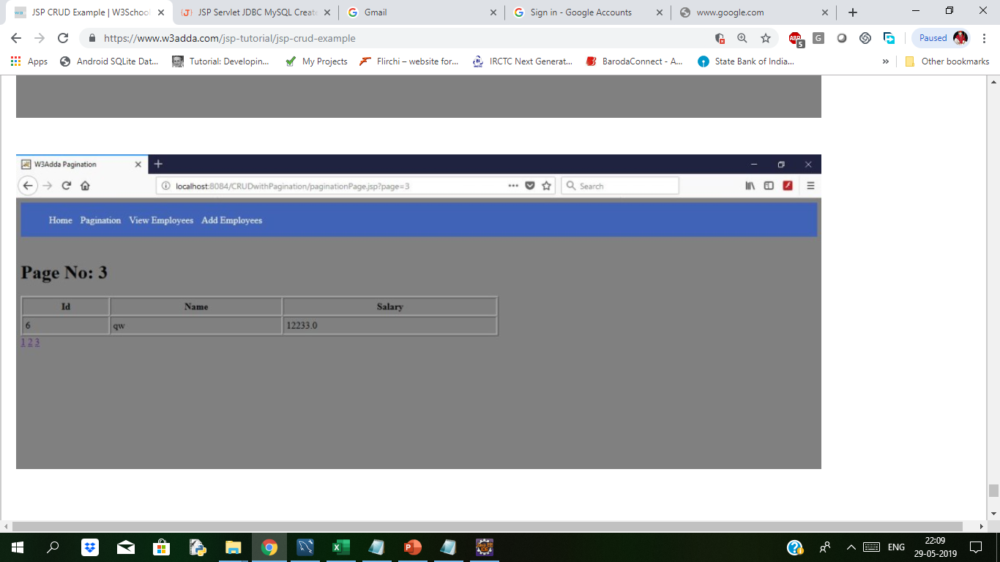 JSP CRUD Example | W3School
JSP Servlet JDBC MySQL Create
Gmail
Sign in - Google Accounts
www.google.com
https://www.w3adda.com/jsp-tutorial/jsp-crud-example
ABP
5
G
Paused
Apps
Android SQLite Dat...
Tutorial: Developin...
My Projects
Flirchi – website for...
IRCTC Next Generat...
BarodaConnect - A...
State Bank of India...
»
Other bookmarks
W3Adda Pagination
localhost:8084/CRUDwithPagination/paginationPage.jsp?page=3
Search
Home Pagination View Employees Add Employees
Page No: 3
Id Name Salary
6 qw 12233.0
1 2 3
ENG
22:09
29-05-2019